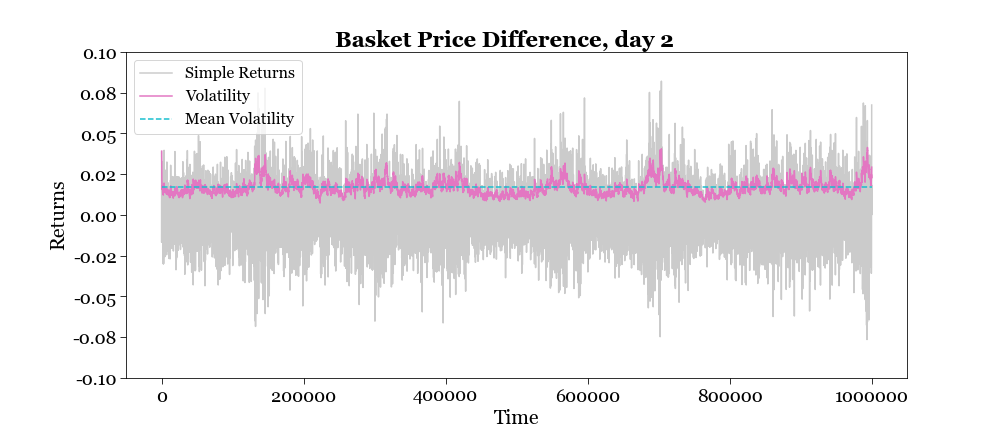 Basket Price Difference, day 2
Simple Returns
Volatility
Mean Volatility
0.10
0.08
0.05
0.02
0.00
-0.02
-0.05
-0.08
-0.10
Returns
0 200000 400000 600000 800000 1000000
Time